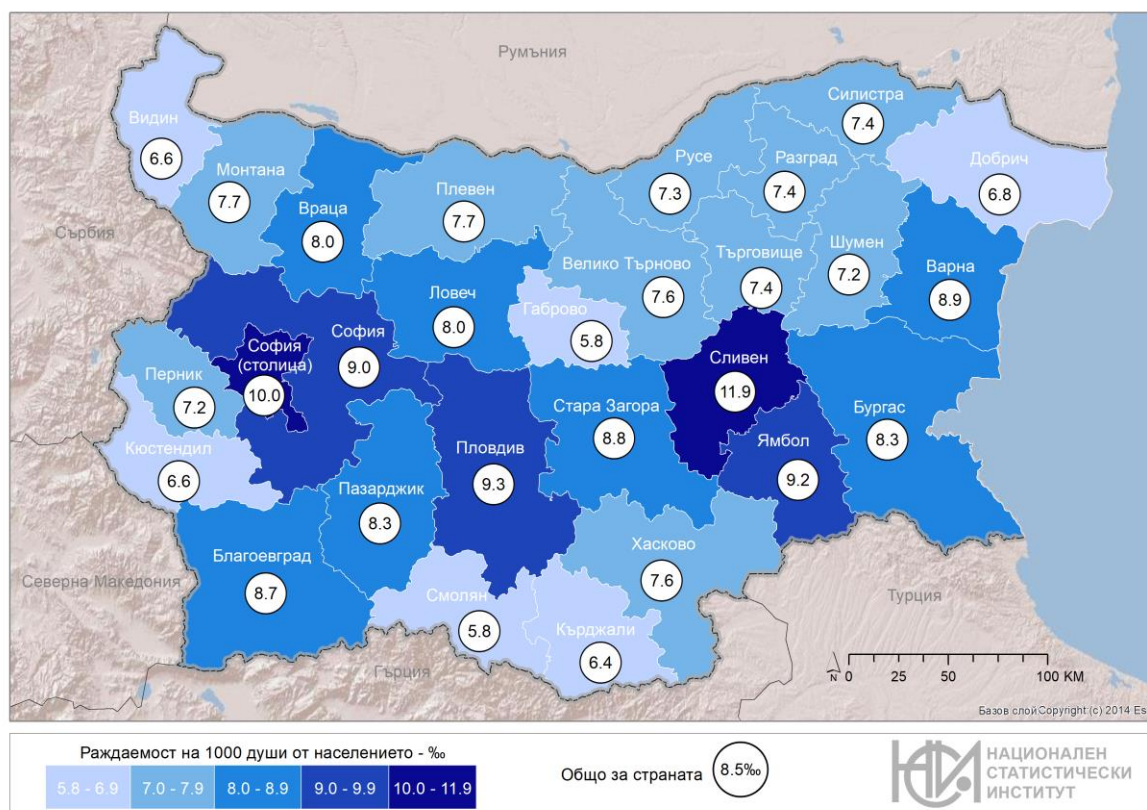 Румъния
Силистра
7.4
Видин
6.6
Русе
7.3
Разград
7.4
Добрич
6.8
Монтана
7.7
Плевен
7.7
Враца
8.0
Сърбия
Шумен
7.2
Велико Търново
7.6
Търговище
7.4
Варна
8.9
Ловеч
8.0
Габрово
5.8
София
9.0
София
(столица)
10.0
Сливен
11.9
Перник
7.2
Стара Загора
8.8
Бургас
8.3
Кюстендил
6.6
Пловдив
9.3
Ямбол
9.2
Пазарджик
8.3
Хасково
7.6
Благоевград
8.7
Северна Македония
Смолян
5.8
Турция
Кърджали
6.4
Гърция
N
0 25 50 100 KM
Базов слой Copyright (c) 2014 Es
Раждаемост на 1000 души от населението - ‰
5.8 - 6.9 7.0 - 7.9 8.0 - 8.9 9.0 - 9.9 10.0 - 11.9
Общо за страната 8.5‰
НСИ
НАЦИОНАЛЕН
СТАТИСТИЧЕСКИ
ИНСТИТУТ